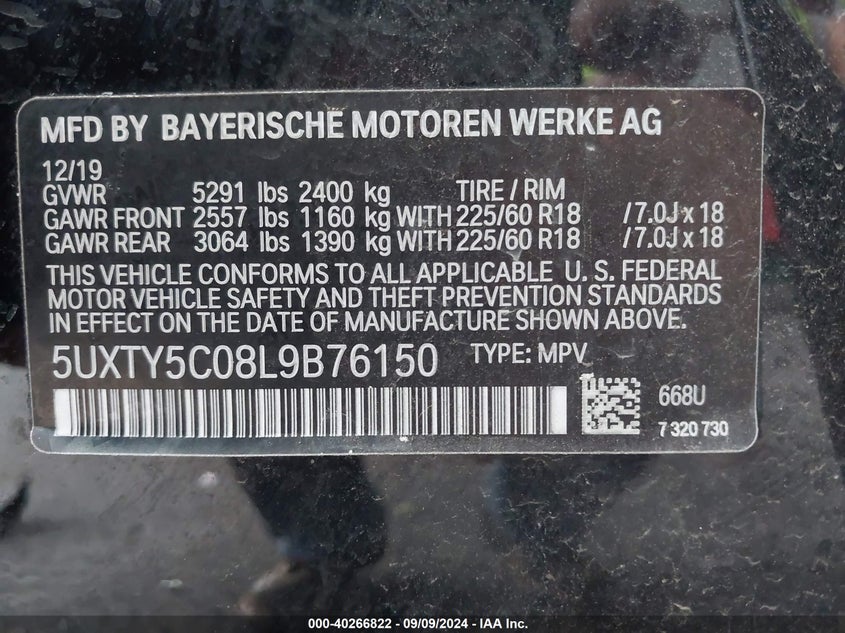 MFD BY BAYERISCHE MOTOREN WERKE AG
12/19
GVWR 5291 lbs 2400 kg TIRE / RIM
GAWR FRONT 2557 lbs 1160 kg WITH 225/60 R18 / 7.0J x 18
GAWR REAR 3064 lbs 1390 kg WITH 225/60 R18 / 7.0J x 18
THIS VEHICLE CONFORMS TO ALL APPLICABLE U. S. FEDERAL
MOTOR VEHICLE SAFETY AND THEFT PREVENTION STANDARDS
IN EFFECT ON THE DATE OF MANUFACTURE SHOWN ABOVE.
5UXTY5C08L9B76150 TYPE: MPV
668U
7 320 730
000-40266822 - 09/09/2024 - IAA Inc.